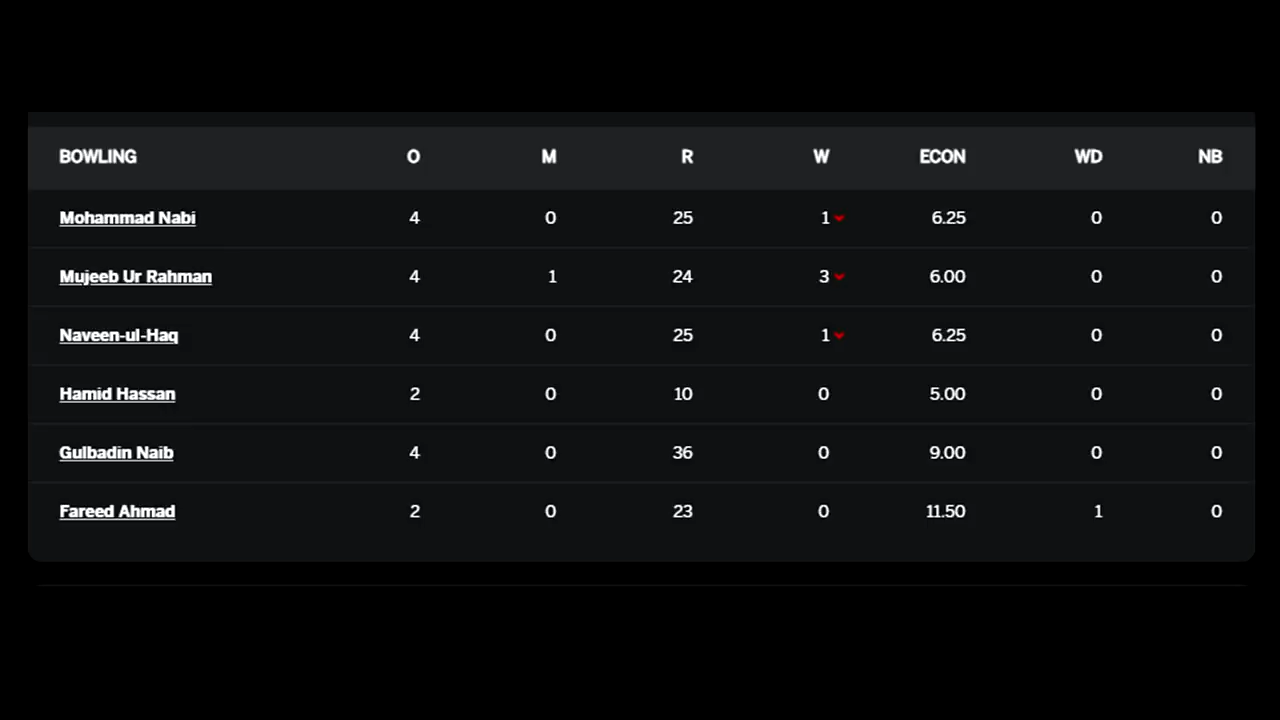 BOWLING O M R W ECON WD NB
Mohammad Nabi 4 0 25 1 6.25 0 0
Mujeeb Ur Rahman 4 1 24 3 6.00 0 0
Naveen-ul-Haq 4 0 25 1 6.25 0 0
Hamid Hassan 2 0 10 0 5.00 0 0
Gulbadin Naib 4 0 36 0 9.00 0 0
Fareed Ahmad 2 0 23 0 11.50 1 0